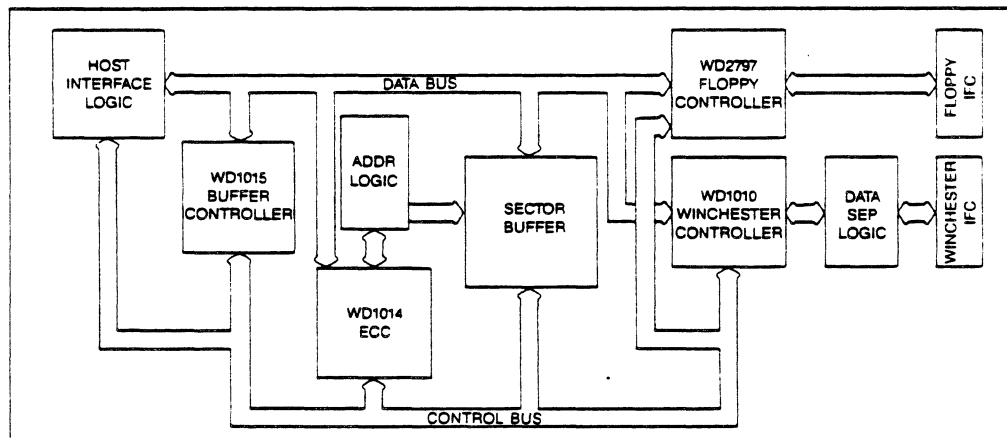 HOST
INTERFACE
LOGIC
DATA BUS
WD2797
FLOPPY
CONTROLLER
FLOPPY
IFC
WD1015
BUFFER
CONTROLLER
ADDR
LOGIC
SECTOR
BUFFER
WD1010
WINCHESTER
CONTROLLER
DATA
SEP
LOGIC
WINCHESTER
IFC
WD1014
ECC
CONTROL BUS